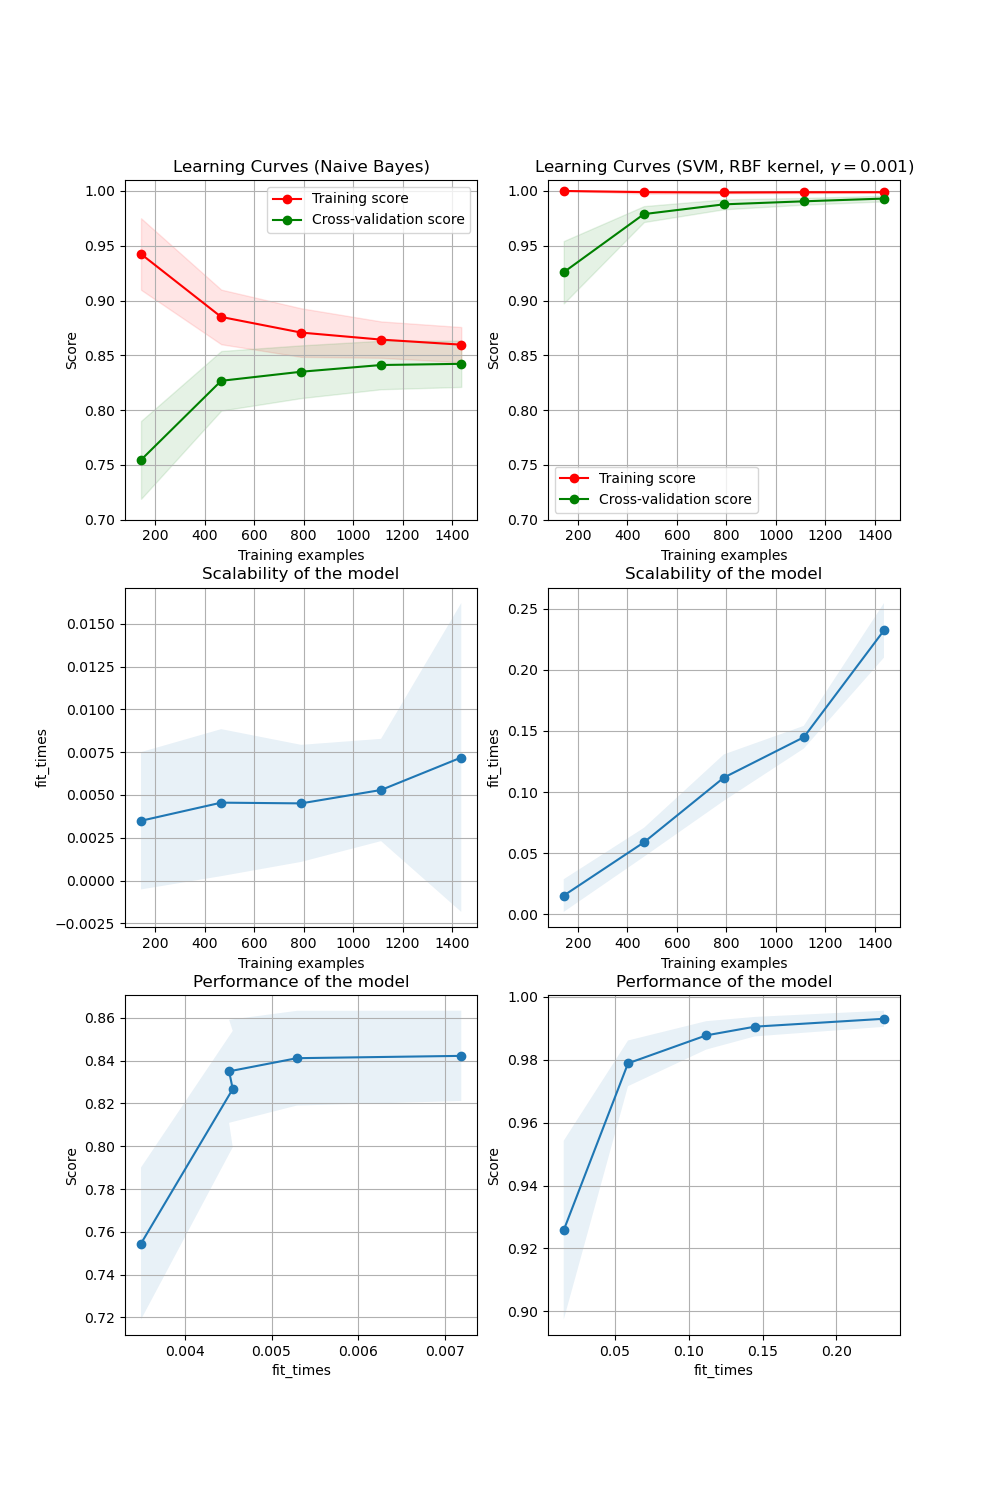 Learning Curves (Naive Bayes)
1.00
0.95
0.90
0.85
0.80
0.75
0.70
Score
Training score
Cross-validation score
200 400 600 800 1000 1200 1400
Training examples
Learning Curves (SVM, RBF kernel, γ = 0.001)
1.00
0.95
0.90
0.85
0.80
0.75
0.70
Score
Training score
Cross-validation score
200 400 600 800 1000 1200 1400
Training examples
Scalability of the model
0.0150
0.0125
0.0100
0.0075
0.0050
0.0025
0.0000
−0.0025
fit_times
200 400 600 800 1000 1200 1400
Training examples
Scalability of the model
0.25
0.20
0.15
0.10
0.05
0.00
fit_times
200 400 600 800 1000 1200 1400
Training examples
Performance of the model
0.86
0.84
0.82
0.80
0.78
0.76
0.74
0.72
Score
0.004 0.005 0.006 0.007
fit_times
Performance of the model
1.00
0.98
0.96
0.94
0.92
0.90
Score
0.05 0.10 0.15 0.20
fit_times